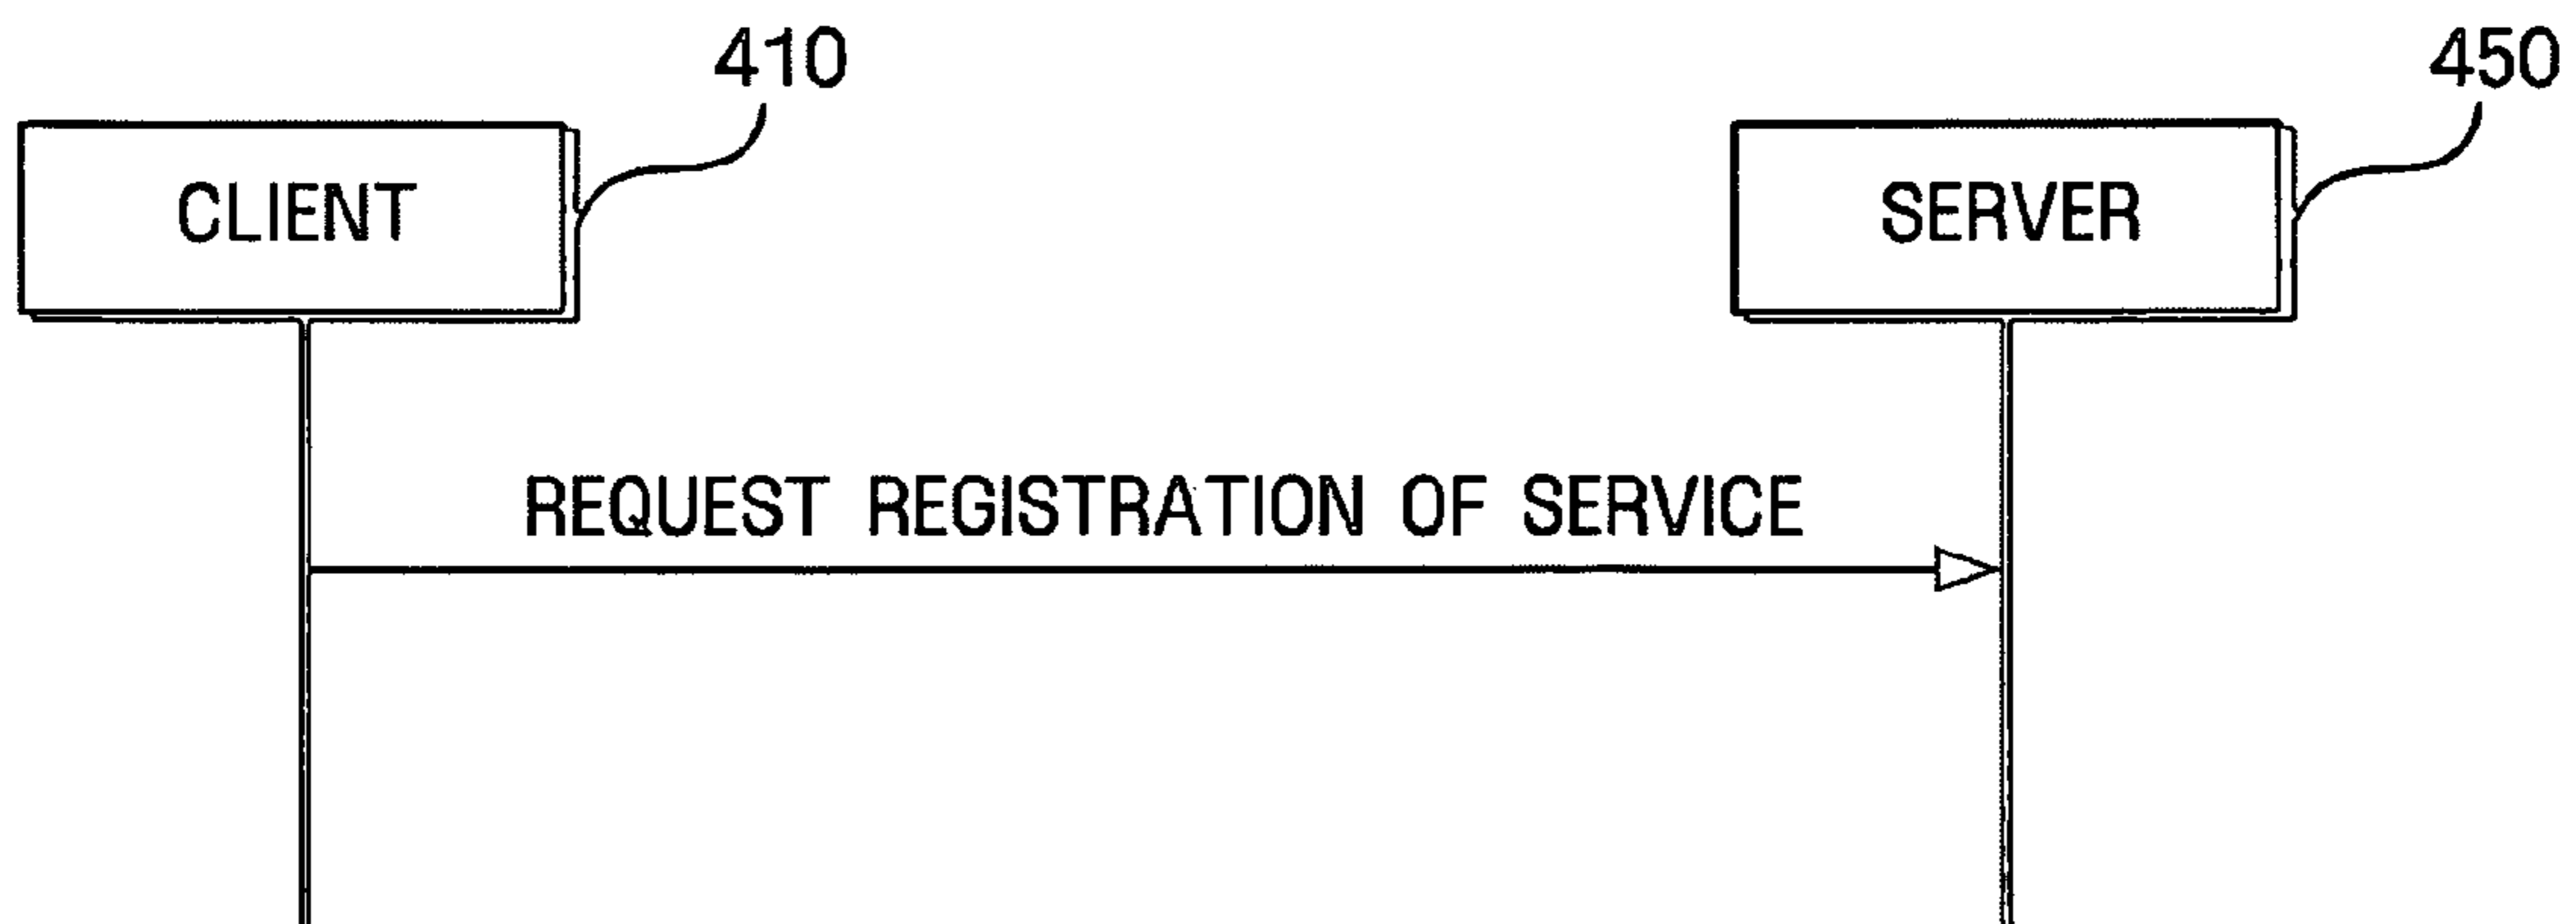 410
450
CLIENT
SERVER
REQUEST REGISTRATION OF SERVICE